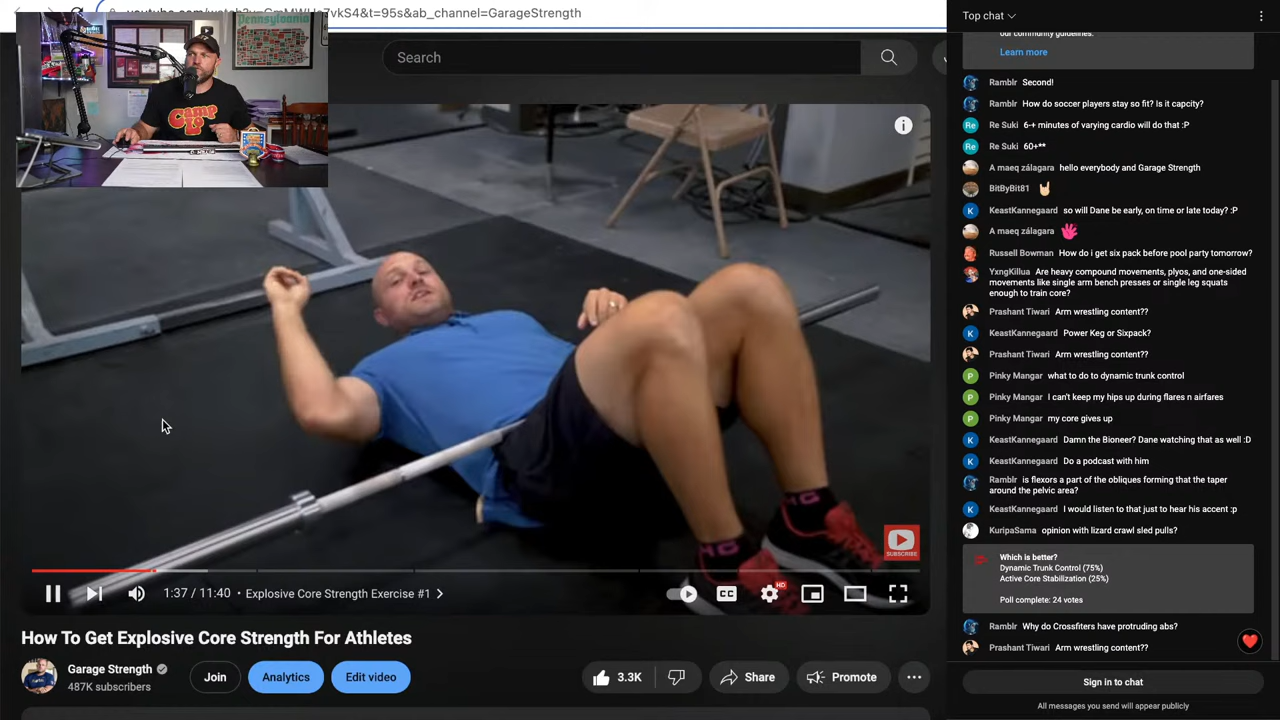 youtube.com/watch?v=GmMWHe7vkS4&t=95s&ab_channel=GarageStrength
Pennsylvania
Search
SUBSCRIBE
1:37 / 11:40 • Explosive Core Strength Exercise #1
CC
HD
How To Get Explosive Core Strength For Athletes
Garage Strength
487K subscribers
Join
Analytics
Edit video
3.3K
Share
Promote
Top chat
our community guidelines.
Learn more
Ramblr Second!
Ramblr How do soccer players stay so fit? Is it capcity?
Re Re Suki 6-+ minutes of varying cardio will do that :P
Re Re Suki 60+**
A maeq zálagara hello everybody and Garage Strength
BitByBit81 🤘🏻
K KeastKannegaard so will Dane be early, on time or late today? :P
A maeq zálagara
Russell Bowman How do i get six pack before pool party tomorrow?
YxngKillua Are heavy compound movements, plyos, and one-sided
movements like single arm bench presses or single leg squats
enough to train core?
Prashant Tiwari Arm wrestling content??
K KeastKannegaard Power Keg or Sixpack?
Prashant Tiwari Arm wrestling content??
P Pinky Mangar what to do to dynamic trunk control
P Pinky Mangar I can't keep my hips up during flares n airfares
P Pinky Mangar my core gives up
K KeastKannegaard Damn the Bioneer? Dane watching that as well :D
K KeastKannegaard Do a podcast with him
Ramblr is flexors a part of the obliques forming that the taper
around the pelvic area?
K KeastKannegaard I would listen to that just to hear his accent :p
KuripaSama opinion with lizard crawl sled pulls?
Which is better?
Dynamic Trunk Control (75%)
Active Core Stabilization (25%)
Poll complete: 24 votes
Ramblr Why do Crossfiters have protruding abs?
Prashant Tiwari Arm wrestling content??
Sign in to chat
All messages you send will appear publicly